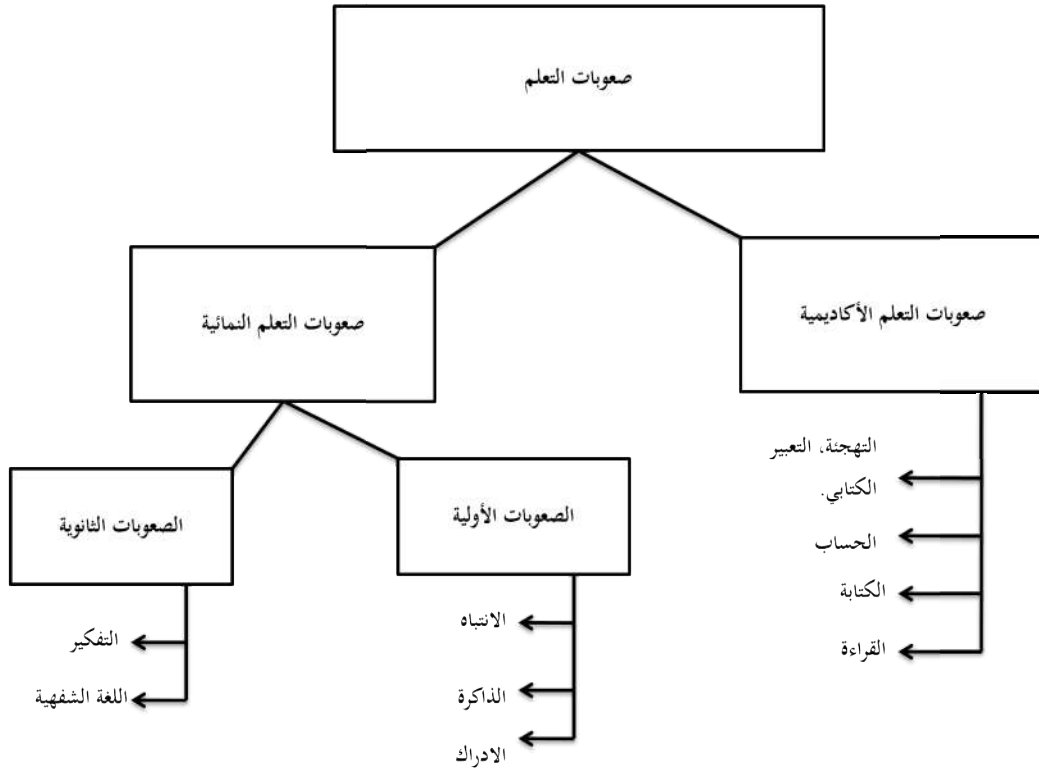 صعوبات التعلم
صعوبات التعلم الأكاديمية
صعوبات التعلم النمائية
التهجئة، التعبير
الكتابي.
الحساب
الكتابة
القراءة
الصعوبات الأولية
الانتباه
الذاكرة
الادراك
الصعوبات الثانوية
التفكير
اللغة الشفهية